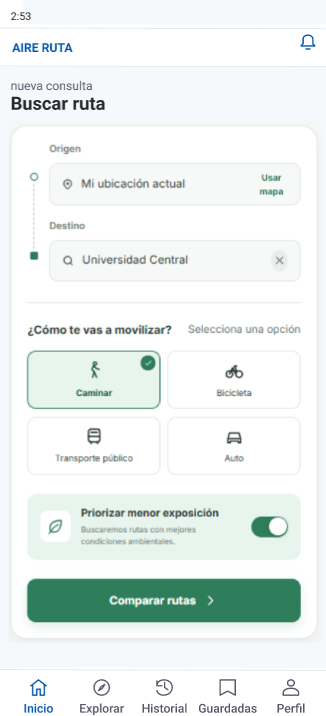 2:53
AIRE RUTA
nueva consulta
Buscar ruta
Origen
Mi ubicación actual
Usar
mapa
Destino
Universidad Central
¿Cómo te vas a movilizar?
Selecciona una opción
Caminar
Bicicleta
Transporte público
Auto
Priorizar menor exposición
Buscaremos rutas con mejores
condiciones ambientales.
Comparar rutas
Inicio
Explorar
Historial
Guardadas
Perfil